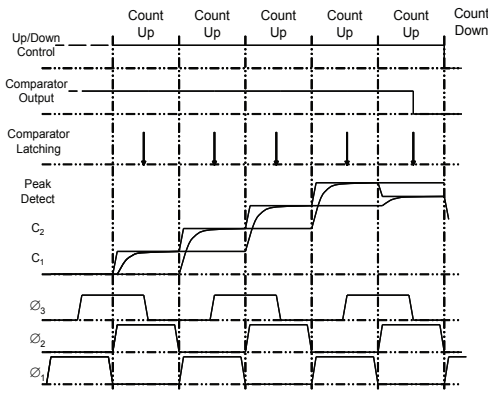 Count Up
Count Up
Count Up
Count Up
Count Up
Count Down
Up/Down Control
Comparator Output
Comparator Latching
Peak Detect
C₂
C₁
∅₃
∅₂
∅₁